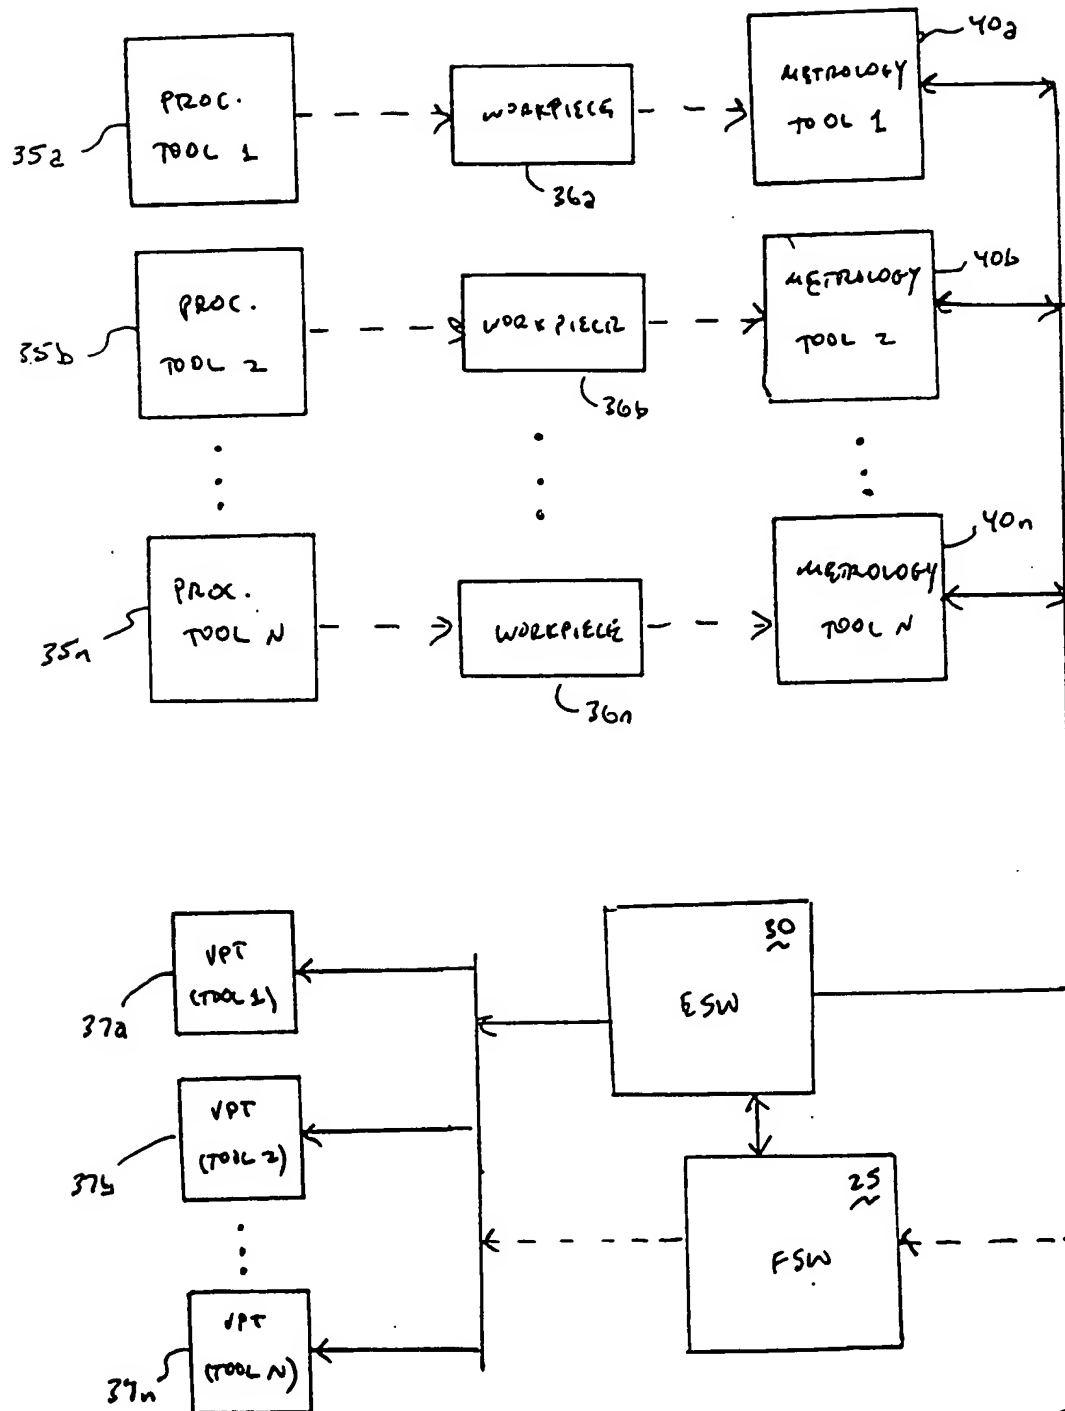 PROC.
TOOL 1
WORKPIECE
METROLOGY
TOOL 1
40a
35a
36a
PROC.
TOOL 2
WORKPIECE
METROLOGY
TOOL 2
40b
35b
36b
PROC.
TOOL N
WORKPIECE
METROLOGY
TOOL N
40n
35n
36n
VPT
(TOOL 1)
37a
30
ESW
VPT
(TOOL 2)
37b
25
FSW
VPT
(TOOL N)
37n